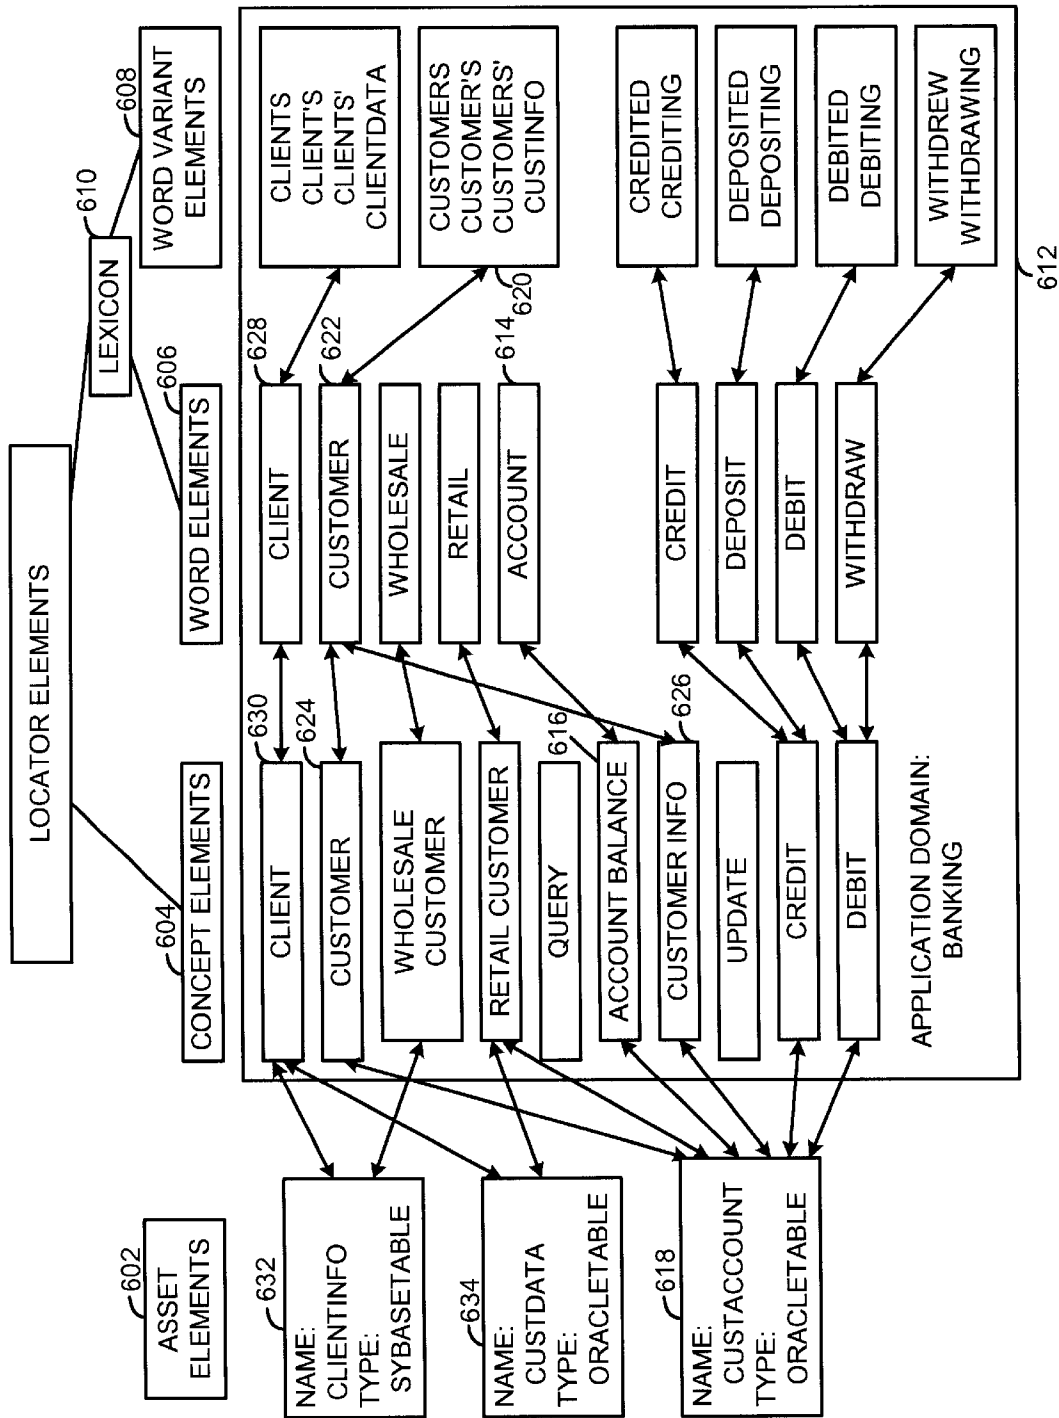 LOCATOR ELEMENTS
610
LEXICON
602
ASSET
ELEMENTS
604
CONCEPT ELEMENTS
606
WORD ELEMENTS
608
WORD VARIANT
ELEMENTS
632
NAME:
CLIENTINFO
TYPE:
SYBASETABLE
634
NAME:
CUSTDATA
TYPE:
ORACLETABLE
618
NAME:
CUSTACCOUNT
TYPE:
ORACLETABLE
630
CLIENT
624
CUSTOMER
WHOLESALE
CUSTOMER
RETAIL CUSTOMER
QUERY
616
ACCOUNT BALANCE
CUSTOMER INFO
626
UPDATE
CREDIT
DEBIT
APPLICATION DOMAIN:
BANKING
628
CLIENT
622
CUSTOMER
WHOLESALE
RETAIL
614
ACCOUNT
CREDIT
DEPOSIT
DEBIT
WITHDRAW
CLIENTS
CLIENT'S
CLIENTS'
CLIENTDATA
CUSTOMERS
CUSTOMER'S
CUSTOMERS'
CUSTINFO
620
CREDITED
CREDITING
DEPOSITED
DEPOSITING
DEBITED
DEBITING
WITHDREW
WITHDRAWING
612